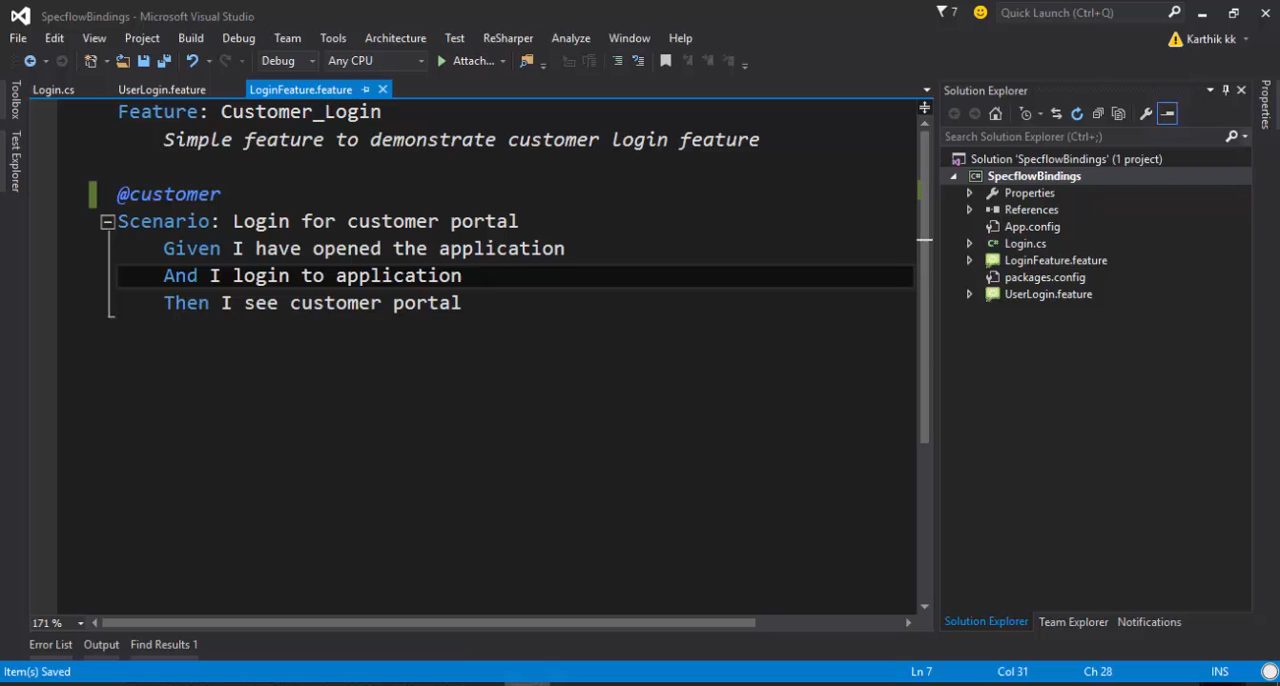 SpecflowBindings - Microsoft Visual Studio
7
Quick Launch (Ctrl+Q)
File Edit View Project Build Debug Team Tools Architecture Test ReSharper Analyze Window Help
Karthik kk
Debug Any CPU Attach...
Toolbox
Test Explorer
Login.cs UserLogin.feature LoginFeature.feature
Feature: Customer_Login
Simple feature to demonstrate customer login feature
@customer
Scenario: Login for customer portal
Given I have opened the application
And I login to application
Then I see customer portal
171 %
Solution Explorer
Search Solution Explorer (Ctrl+;)
Solution 'SpecflowBindings' (1 project)
SpecflowBindings
Properties
References
App.config
Login.cs
LoginFeature.feature
packages.config
UserLogin.feature
Solution Explorer Team Explorer Notifications
Properties
Error List Output Find Results 1
Item(s) Saved Ln 7 Col 31 Ch 28 INS